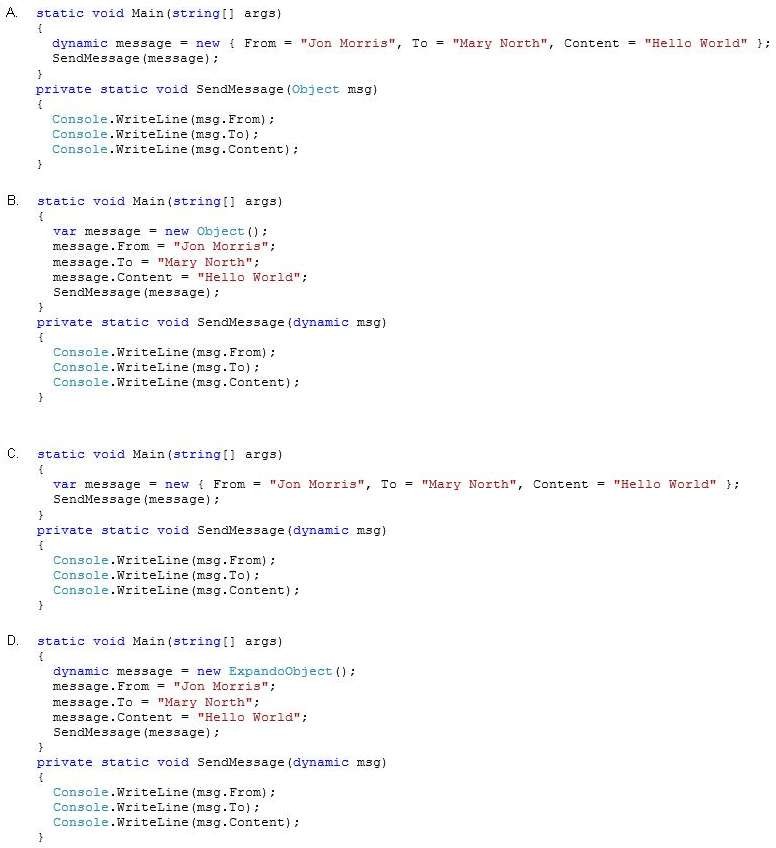 A. static void Main(string[] args)
{
dynamic message = new { From = "Jon Morris", To = "Mary North", Content = "Hello World" };
SendMessage(message);
}
private static void SendMessage(Object msg)
{
Console.WriteLine(msg.From);
Console.WriteLine(msg.To);
Console.WriteLine(msg.Content);
}
B. static void Main(string[] args)
{
var message = new Object();
message.From = "Jon Morris";
message.To = "Mary North";
message.Content = "Hello World";
SendMessage(message);
}
private static void SendMessage(dynamic msg)
{
Console.WriteLine(msg.From);
Console.WriteLine(msg.To);
Console.WriteLine(msg.Content);
}
C. static void Main(string[] args)
{
var message = new { From = "Jon Morris", To = "Mary North", Content = "Hello World" };
SendMessage(message);
}
private static void SendMessage(dynamic msg)
{
Console.WriteLine(msg.From);
Console.WriteLine(msg.To);
Console.WriteLine(msg.Content);
}
D. static void Main(string[] args)
{
dynamic message = new ExpandoObject();
message.From = "Jon Morris";
message.To = "Mary North";
message.Content = "Hello World";
SendMessage(message);
}
private static void SendMessage(dynamic msg)
{
Console.WriteLine(msg.From);
Console.WriteLine(msg.To);
Console.WriteLine(msg.Content);
}